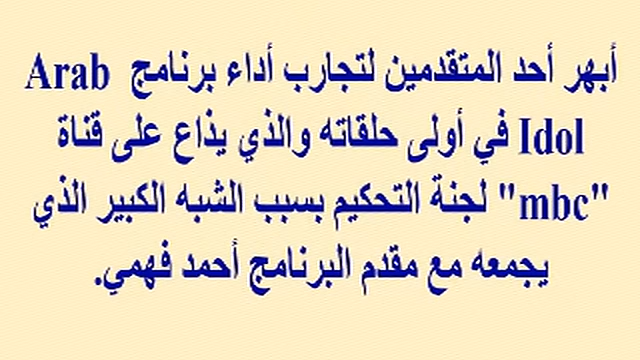 أبهر أحد المتقدمين لتجارب أداء برنامج Arab
Idol في أولى حلقاته والذي يذاع على قناة
"mbc" لجنة التحكيم بسبب الشبه الكبير الذي
يجمعه مع مقدم البرنامج أحمد فهمي.